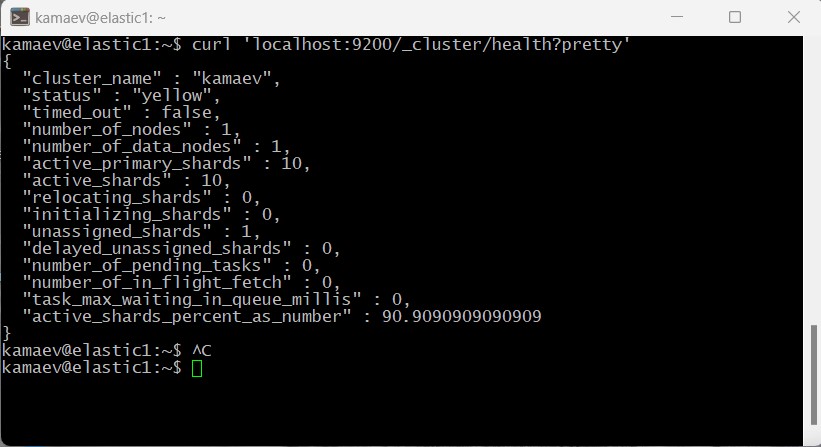 kamaev@elastic1: ~
kamaev@elastic1:~$ curl 'localhost:9200/_cluster/health?pretty'
{
  "cluster_name" : "kamaev",
  "status" : "yellow",
  "timed_out" : false,
  "number_of_nodes" : 1,
  "number_of_data_nodes" : 1,
  "active_primary_shards" : 10,
  "active_shards" : 10,
  "relocating_shards" : 0,
  "initializing_shards" : 0,
  "unassigned_shards" : 1,
  "delayed_unassigned_shards" : 0,
  "number_of_pending_tasks" : 0,
  "number_of_in_flight_fetch" : 0,
  "task_max_waiting_in_queue_millis" : 0,
  "active_shards_percent_as_number" : 90.9090909090909
}
kamaev@elastic1:~$ ^C
kamaev@elastic1:~$